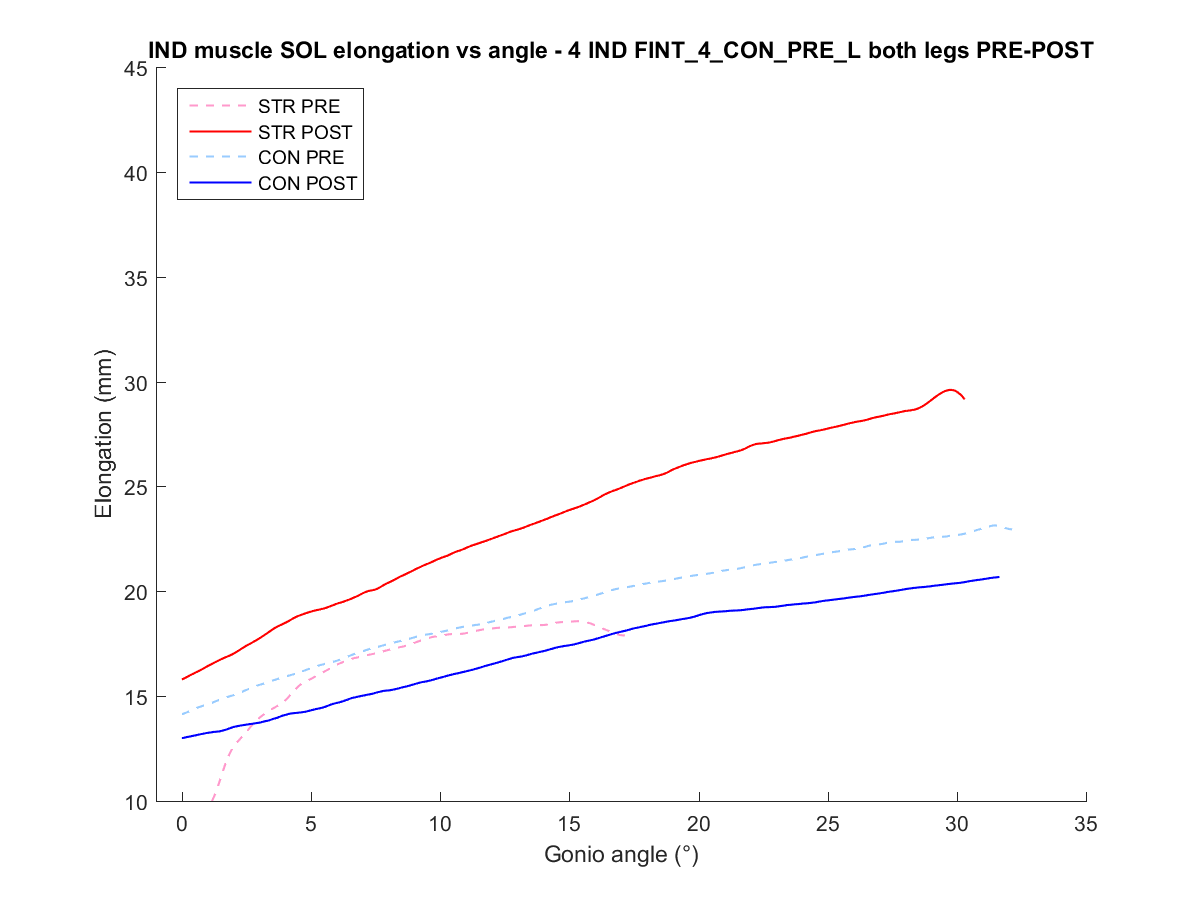 IND muscle SOL elongation vs angle - 4 IND FINT_4_CON_PRE_L both legs PRE-POST
45
40
35
30
25
20
15
10
Elongation (mm)
STR PRE
STR POST
CON PRE
CON POST
0 5 10 15 20 25 30 35
Gonio angle (°)